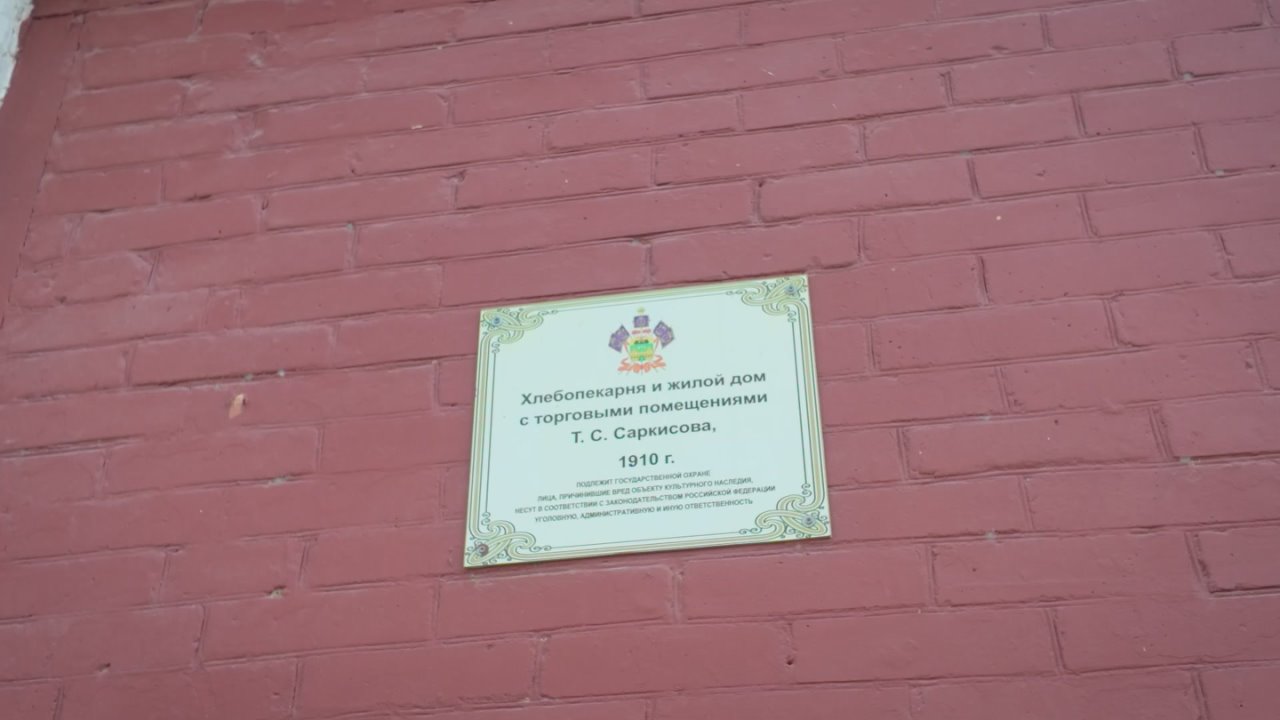 Хлебопекарня и жилой дом
с торговыми помещениями
Т. С. Саркисова,
1910 г.
ПОДЛЕЖИТ ГОСУДАРСТВЕННОЙ ОХРАНЕ
ЛИЦА, ПРИЧИНИВШИЕ ВРЕД ОБЪЕКТУ КУЛЬТУРНОГО НАСЛЕДИЯ,
НЕСУТ В СООТВЕТСТВИИ С ЗАКОНОДАТЕЛЬСТВОМ РОССИЙСКОЙ ФЕДЕРАЦИИ
УГОЛОВНУЮ, АДМИНИСТРАТИВНУЮ И ИНУЮ ОТВЕТСТВЕННОСТЬ